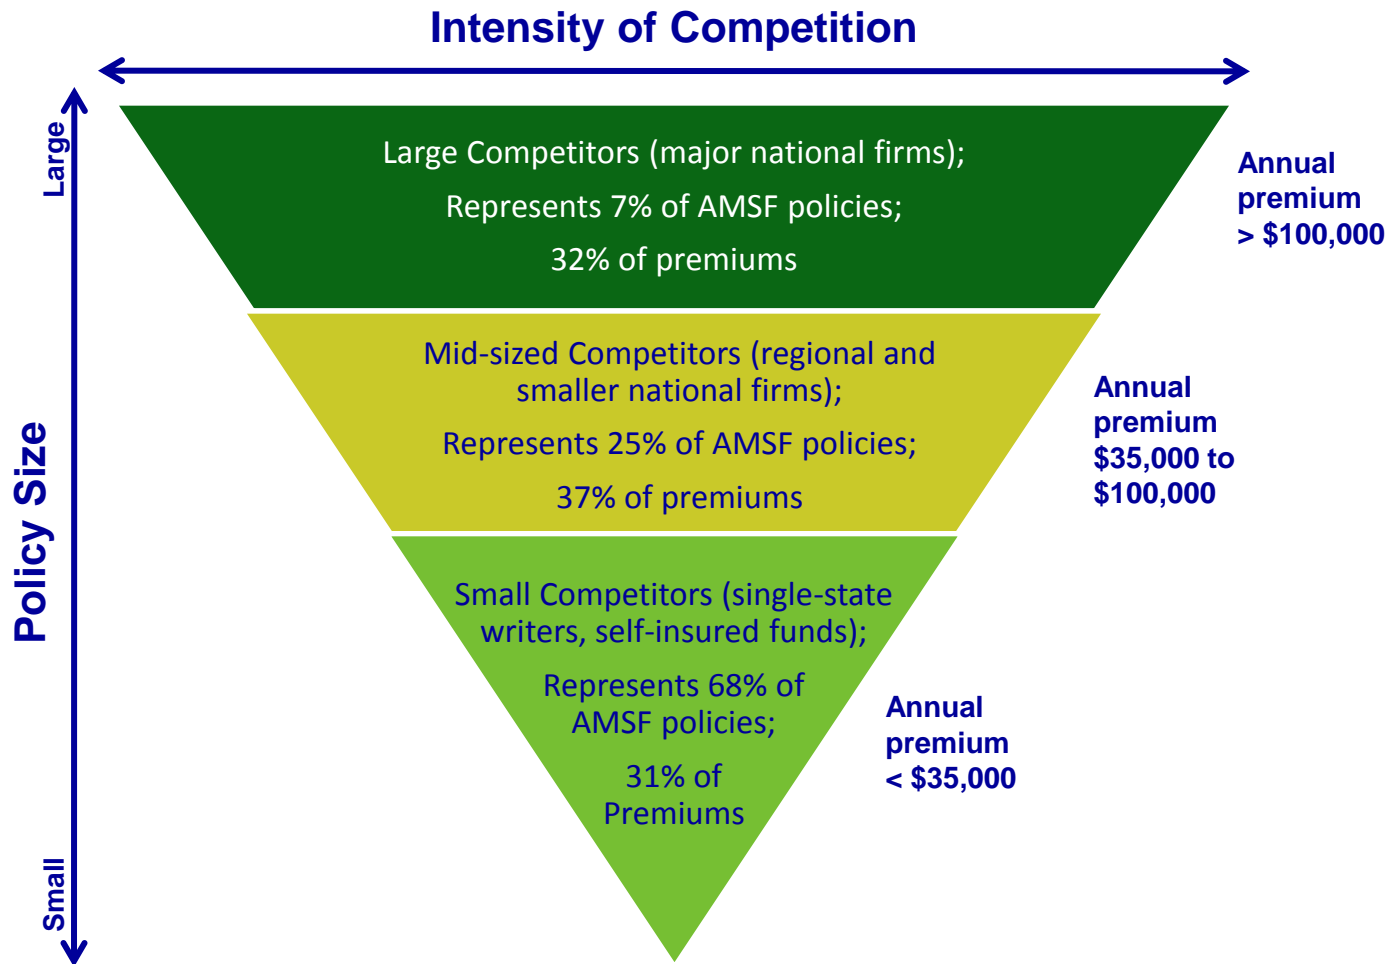 Intensity of Competition
Large
Large Competitors (major national firms);
Represents 7% of AMSF policies;
32% of premiums
Annual
premium
> $100,000
Mid-sized Competitors (regional and
smaller national firms);
Represents 25% of AMSF policies;
37% of premiums
Annual
premium
$35,000 to
$100,000
Policy Size
Small Competitors (single-state
writers, self-insured funds);
Represents 68% of
AMSF policies;
31% of
Premiums
Annual
premium
< $35,000
Small